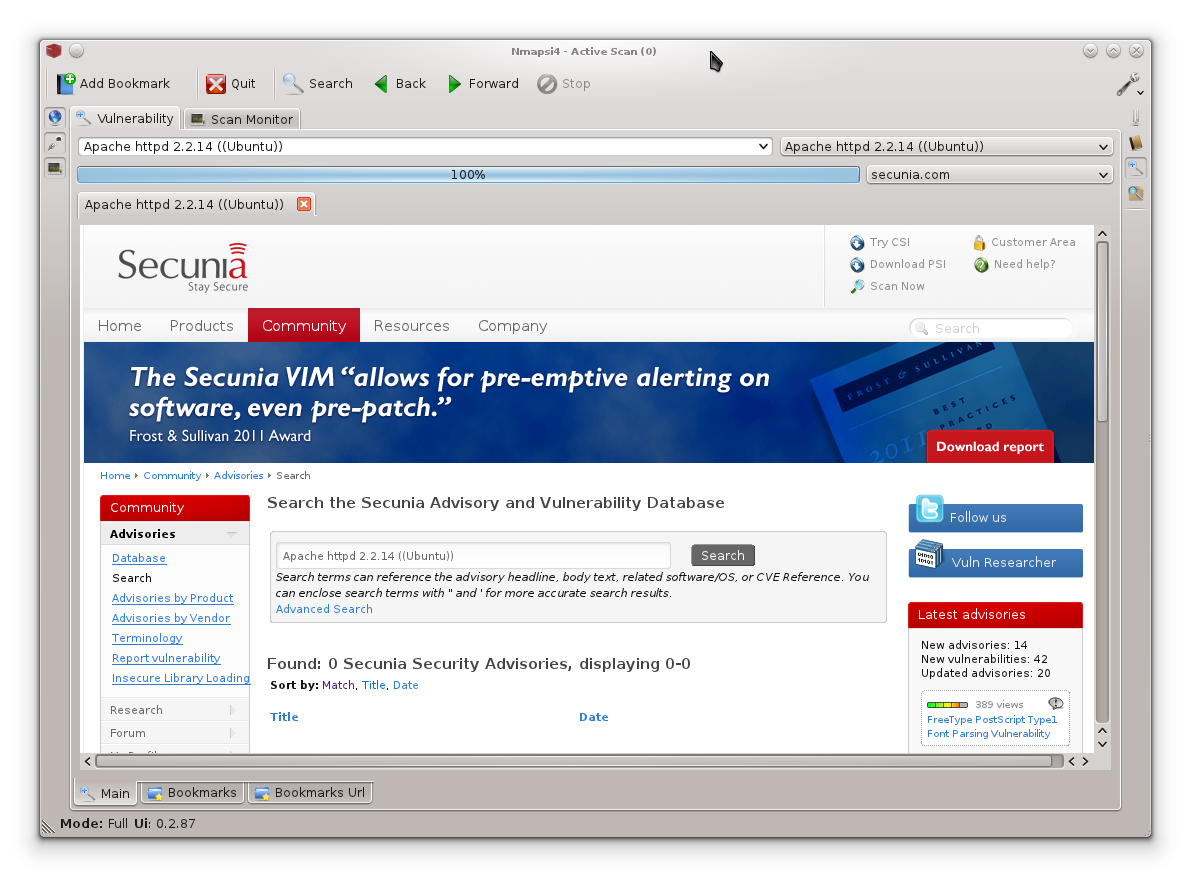 Nmapsi4 - Active Scan (0)
Add Bookmark Quit Search Back Forward Stop
Vulnerability Scan Monitor
Apache httpd 2.2.14 ((Ubuntu)) Apache httpd 2.2.14 ((Ubuntu))
100% secunia.com
Apache httpd 2.2.14 ((Ubuntu))
Secunia
Stay Secure
Try CSI Customer Area
Download PSI Need help?
Scan Now
Home Products Community Resources Company Search
The Secunia VIM “allows for pre-emptive alerting on
software, even pre-patch.”
Frost & Sullivan 2011 Award
FROST & SULLIVAN
BEST
PRACTICES
2011
Download report
Home Community Advisories Search
Community
Advisories
Database
Search
Advisories by Product
Advisories by Vendor
Terminology
Report vulnerability
Insecure Library Loading
Research
Forum
Search the Secunia Advisory and Vulnerability Database
Apache httpd 2.2.14 ((Ubuntu)) Search
Search terms can reference the advisory headline, body text, related software/OS, or CVE Reference. You
can enclose search terms with " and ' for more accurate search results.
Advanced Search
Found: 0 Secunia Security Advisories, displaying 0-0
Sort by: Match, Title, Date
Title Date
Follow us
Vuln Researcher
Latest advisories
New advisories: 14
New vulnerabilities: 42
Updated advisories: 20
389 views
FreeType PostScript Type1
Font Parsing Vulnerability
Main Bookmarks Bookmarks Url
Mode: Full Ui: 0.2.87